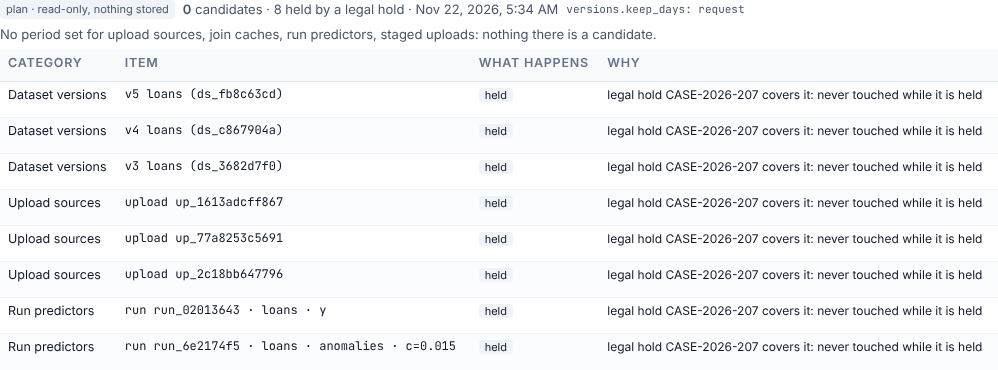 plan · read-only, nothing stored 0 candidates · 8 held by a legal hold · Nov 22, 2026, 5:34 AM versions.keep_days: request
No period set for upload sources, join caches, run predictors, staged uploads: nothing there is a candidate.
CATEGORY ITEM WHAT HAPPENS WHY
Dataset versions v5 loans (ds_fb8c63cd) held legal hold CASE-2026-207 covers it: never touched while it is held
Dataset versions v4 loans (ds_c867904a) held legal hold CASE-2026-207 covers it: never touched while it is held
Dataset versions v3 loans (ds_3682d7f0) held legal hold CASE-2026-207 covers it: never touched while it is held
Upload sources upload up_1613adcff867 held legal hold CASE-2026-207 covers it: never touched while it is held
Upload sources upload up_77a8253c5691 held legal hold CASE-2026-207 covers it: never touched while it is held
Upload sources upload up_2c18bb647796 held legal hold CASE-2026-207 covers it: never touched while it is held
Run predictors run run_02013643 · loans · y held legal hold CASE-2026-207 covers it: never touched while it is held
Run predictors run run_6e2174f5 · loans · anomalies · c=0.015 held legal hold CASE-2026-207 covers it: never touched while it is held